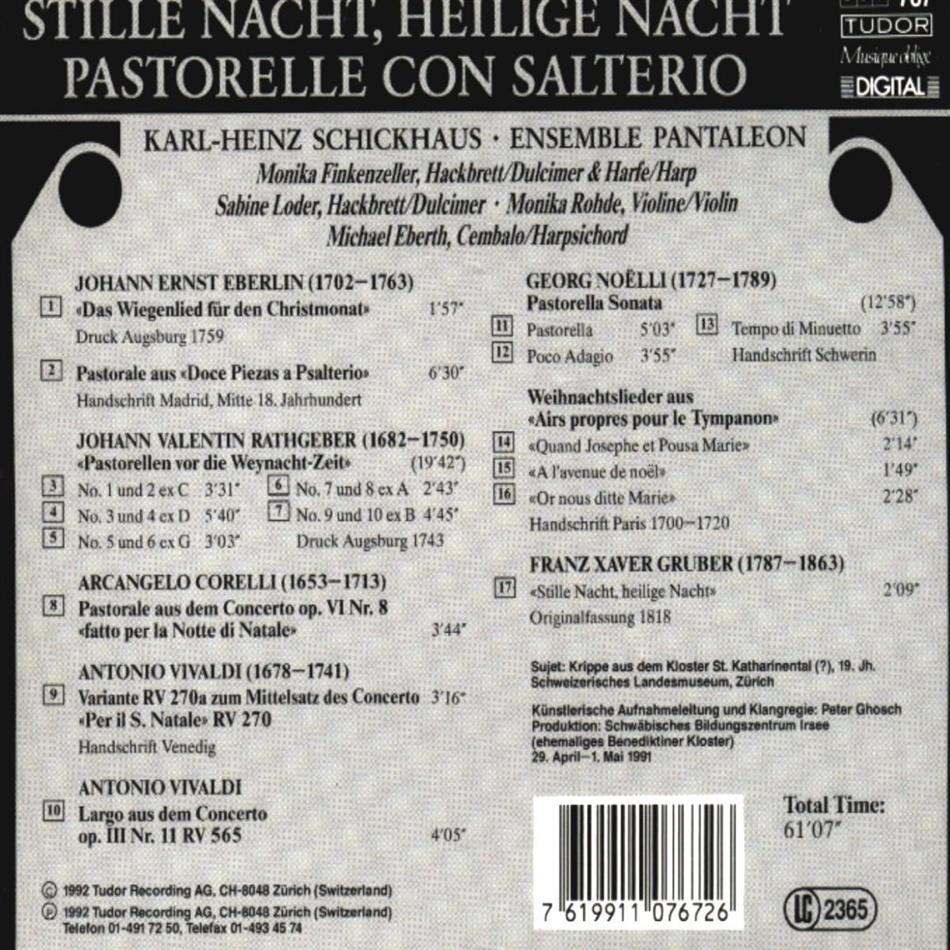 STILLE NACHT, HEILIGE NACHT
PASTORELLE CON SALTERIO
TUDOR
Musique oblige
DIGITAL
KARL-HEINZ SCHICKHAUS · ENSEMBLE PANTALEON
Monika Finkenzeller, Hackbrett/Dulcimer & Harfe/Harp
Sabine Loder, Hackbrett/Dulcimer · Monika Rohde, Violine/Violin
Michael Eberth, Cembalo/Harpsichord
JOHANN ERNST EBERLIN (1702–1763)
1 «Das Wiegenlied für den Christmonat» 1'57"
Druck Augsburg 1759
2 Pastorale aus «Doce Piezas a Psalterio» 6'30"
Handschrift Madrid, Mitte 18. Jahrhundert
JOHANN VALENTIN RATHGEBER (1682–1750)
«Pastorellen vor die Weynacht-Zeit» (19'42")
3 No. 1 und 2 ex C 3'31" 6 No. 7 und 8 ex A 2'43"
4 No. 3 und 4 ex D 5'40" 7 No. 9 und 10 ex B 4'45"
5 No. 5 und 6 ex G 3'03" Druck Augsburg 1743
ARCANGELO CORELLI (1653–1713)
8 Pastorale aus dem Concerto op. VI Nr. 8
«fatto per la Notte di Natale» 3'44"
ANTONIO VIVALDI (1678–1741)
9 Variante RV 270a zum Mittelsatz des Concerto 3'16"
«Per il S. Natale» RV 270
Handschrift Venedig
ANTONIO VIVALDI
10 Largo aus dem Concerto
op. III Nr. 11 RV 565 4'05"
© 1992 Tudor Recording AG, CH-8048 Zürich (Switzerland)
℗ 1992 Tudor Recording AG, CH-8048 Zürich (Switzerland)
Telefon 01-491 72 50, Telefax 01-493 45 74
GEORG NOËLLI (1727–1789)
Pastorella Sonata (12'58")
11 Pastorella 5'03" 13 Tempo di Minuetto 3'55"
12 Poco Adagio 3'55" Handschrift Schwerin
Weihnachtslieder aus
«Airs propres pour le Tympanon» (6'31")
14 «Quand Josephe et Pousa Marie» 2'14"
15 «A l'avenue de noël» 1'49"
16 «Or nous ditte Marie» 2'28"
Handschrift Paris 1700–1720
FRANZ XAVER GRUBER (1787–1863)
17 «Stille Nacht, heilige Nacht» 2'09"
Originalfassung 1818
Sujet: Krippe aus dem Kloster St. Katharinental (?), 19. Jh.
Schweizerisches Landesmuseum, Zürich
Künstlerische Aufnahmeleitung und Klangregie: Peter Ghosch
Produktion: Schwäbisches Bildungszentrum Irsee
(ehemaliges Benediktiner Kloster)
29. April–1. Mai 1991
Total Time:
61'07"
7 619911 076726
LC 2365